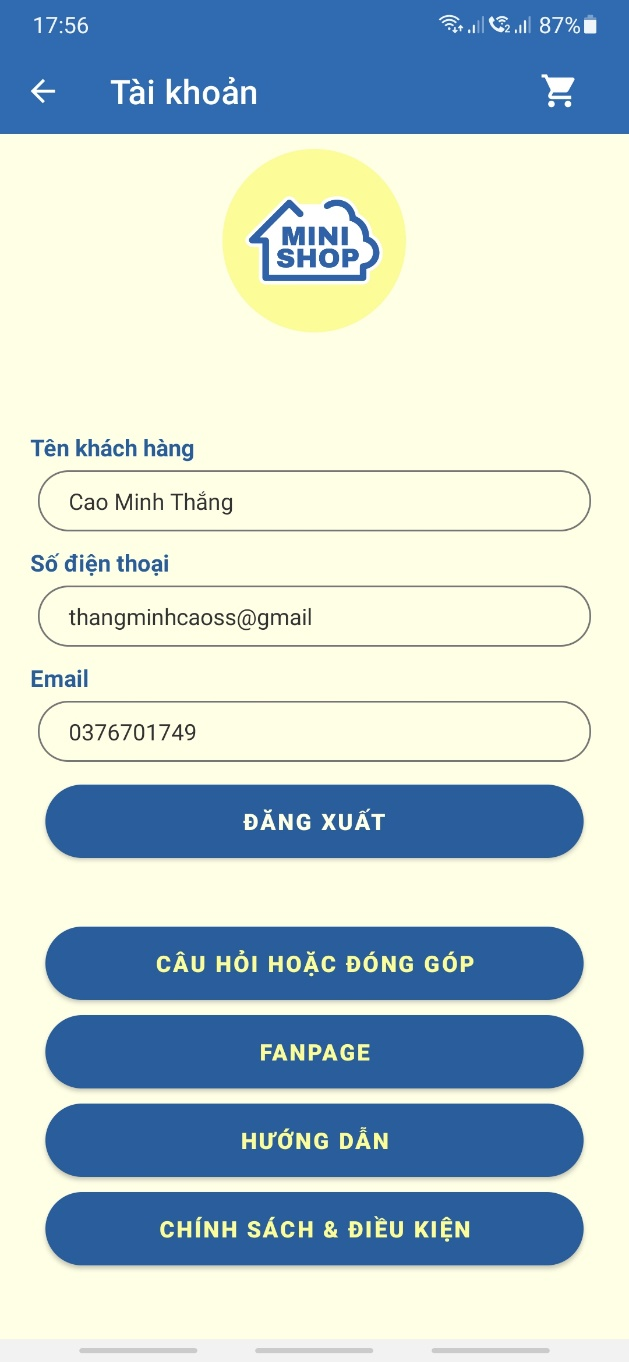 17:56
87%
Tài khoản
MINI
SHOP
Tên khách hàng
Cao Minh Thắng
Số điện thoại
thangminhcaoss@gmail
Email
0376701749
ĐĂNG XUẤT
CÂU HỎI HOẶC ĐÓNG GÓP
FANPAGE
HƯỚNG DẪN
CHÍNH SÁCH & ĐIỀU KIỆN